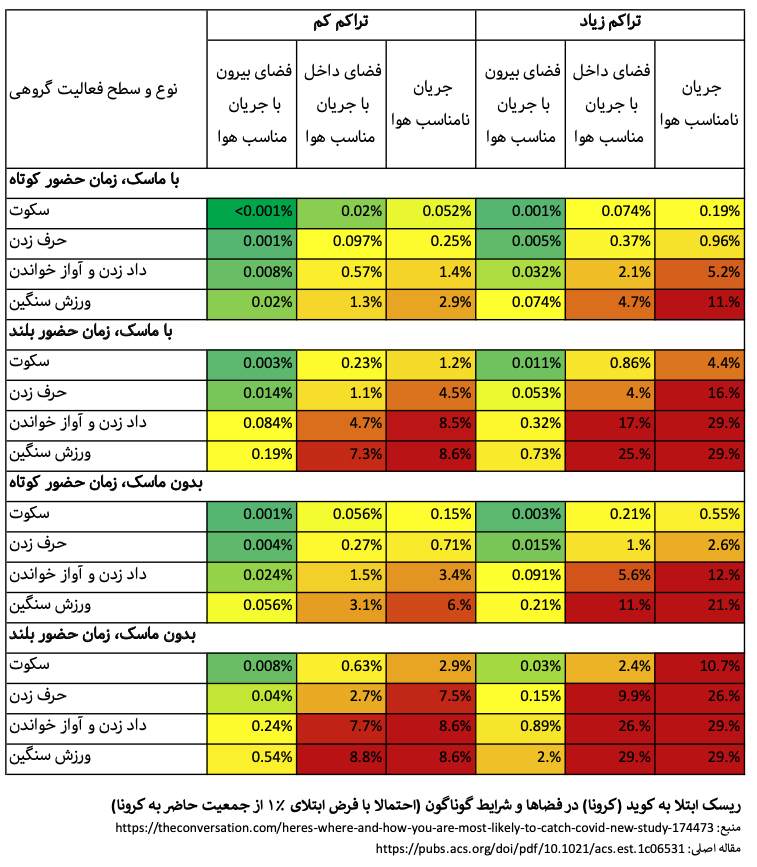 نوع و سطح فعالیت گروهی | تراکم کم | تراکم زیاد
فضای بیرون با جریان مناسب هوا | فضای داخل با جریان مناسب هوا | جریان نامناسب هوا | فضای بیرون با جریان مناسب هوا | فضای داخل با جریان مناسب هوا | جریان نامناسب هوا
با ماسک، زمان حضور کوتاه
سکوت <0.001% 0.02% 0.052% 0.001% 0.074% 0.19%
حرف زدن 0.001% 0.097% 0.25% 0.005% 0.37% 0.96%
داد زدن و آواز خواندن 0.008% 0.57% 1.4% 0.032% 2.1% 5.2%
ورزش سنگین 0.02% 1.3% 2.9% 0.074% 4.7% 11.%
با ماسک، زمان حضور بلند
سکوت 0.003% 0.23% 1.2% 0.011% 0.86% 4.4%
حرف زدن 0.014% 1.1% 4.5% 0.053% 4.% 16.%
داد زدن و آواز خواندن 0.084% 4.7% 8.5% 0.32% 17.% 29.%
ورزش سنگین 0.19% 7.3% 8.6% 0.73% 25.% 29.%
بدون ماسک، زمان حضور کوتاه
سکوت 0.001% 0.056% 0.15% 0.003% 0.21% 0.55%
حرف زدن 0.004% 0.27% 0.71% 0.015% 1.% 2.6%
داد زدن و آواز خواندن 0.024% 1.5% 3.4% 0.091% 5.6% 12.%
ورزش سنگین 0.056% 3.1% 6.% 0.21% 11.% 21.%
بدون ماسک، زمان حضور بلند
سکوت 0.008% 0.63% 2.9% 0.03% 2.4% 10.7%
حرف زدن 0.04% 2.7% 7.5% 0.15% 9.9% 26.%
داد زدن و آواز خواندن 0.24% 7.7% 8.6% 0.89% 26.% 29.%
ورزش سنگین 0.54% 8.8% 8.6% 2.% 29.% 29.%
ریسک ابتلا به کوید (کرونا) در فضاها و شرایط گوناگون (احتمالا با فرض ابتلای ۱٪ از جمعیت حاضر به کرونا)
منبع: https://theconversation.com/heres-where-and-how-you-are-most-likely-to-catch-covid-new-study-174473
مقاله اصلی: https://pubs.acs.org/doi/pdf/10.1021/acs.est.1c06531